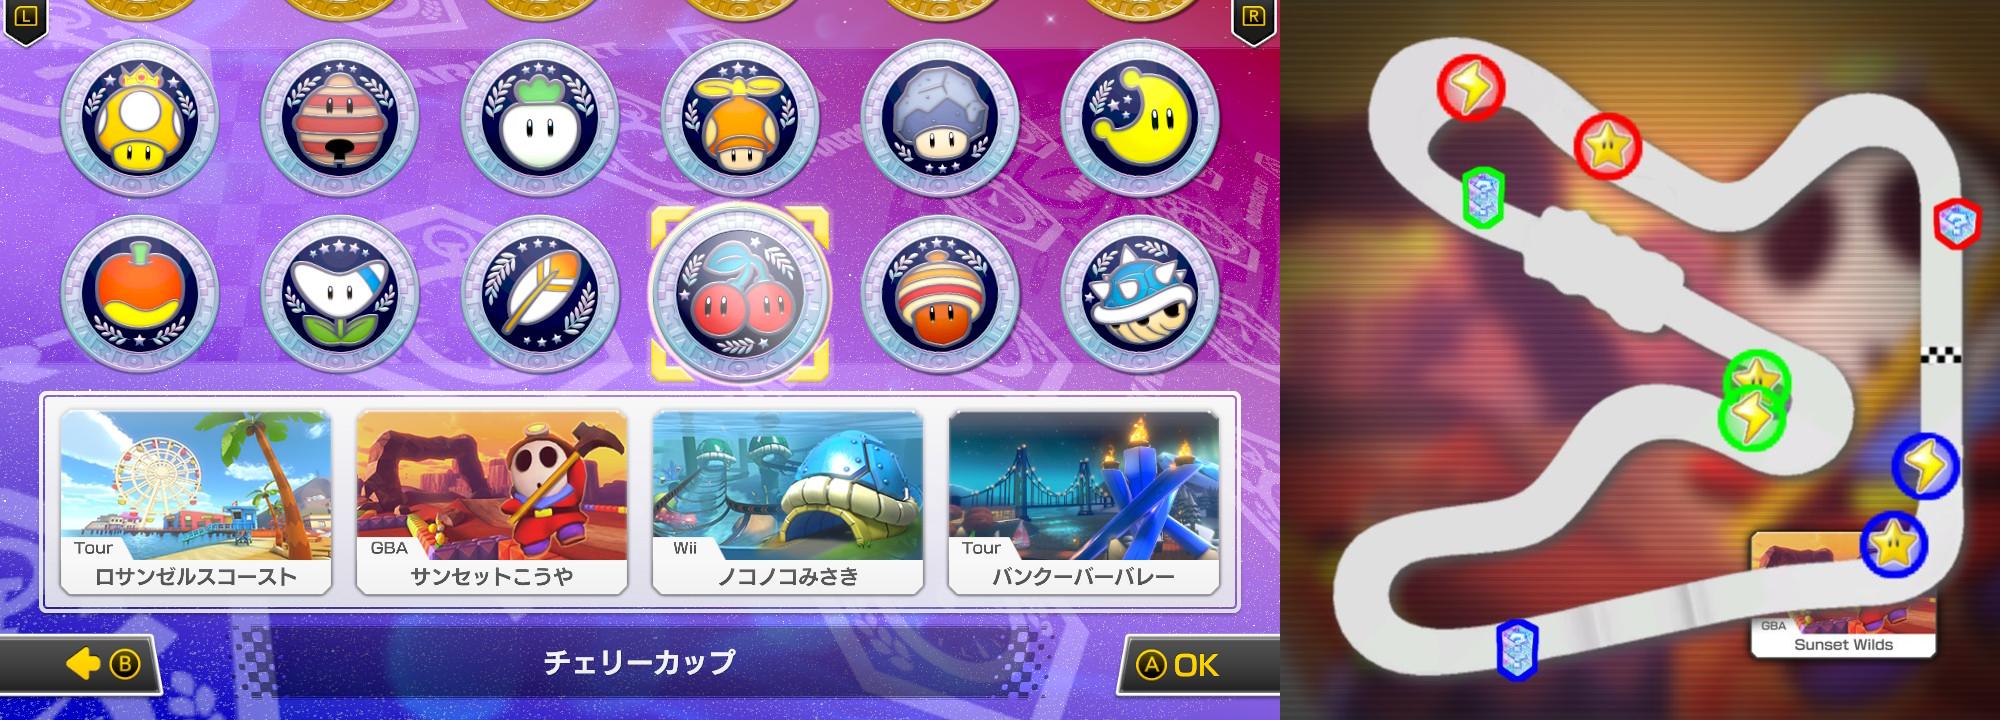 L
R
Tour
ロサンゼルスコースト
GBA
サンセットこうや
Wii
ノコノコみさき
Tour
バンクーバーバレー
B
チェリーカップ
A OK
GBA
Sunset Wilds